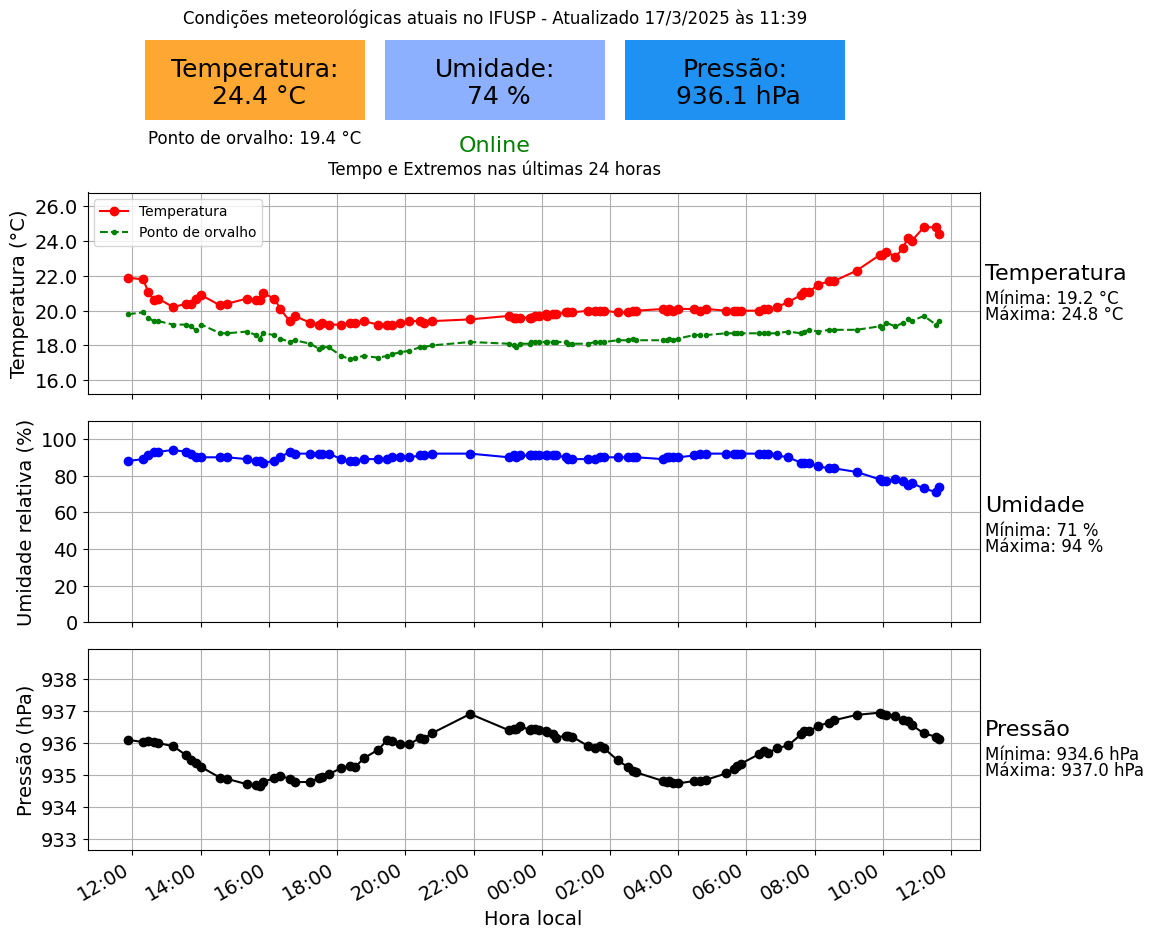 Condições meteorológicas atuais no IFUSP - Atualizado 17/3/2025 às 11:39
Temperatura:
24.4 °C
Umidade:
74 %
Pressão:
936.1 hPa
Ponto de orvalho: 19.4 °C
Online
Tempo e Extremos nas últimas 24 horas
Temperatura (°C)
26.0
24.0
22.0
20.0
18.0
16.0
Temperatura
Ponto de orvalho
Temperatura
Mínima: 19.2 °C
Máxima: 24.8 °C
Umidade relativa (%)
100
80
60
40
20
0
Umidade
Mínima: 71 %
Máxima: 94 %
Pressão (hPa)
938
937
936
935
934
933
Pressão
Mínima: 934.6 hPa
Máxima: 937.0 hPa
12:00 14:00 16:00 18:00 20:00 22:00 00:00 02:00 04:00 06:00 08:00 10:00 12:00
Hora local